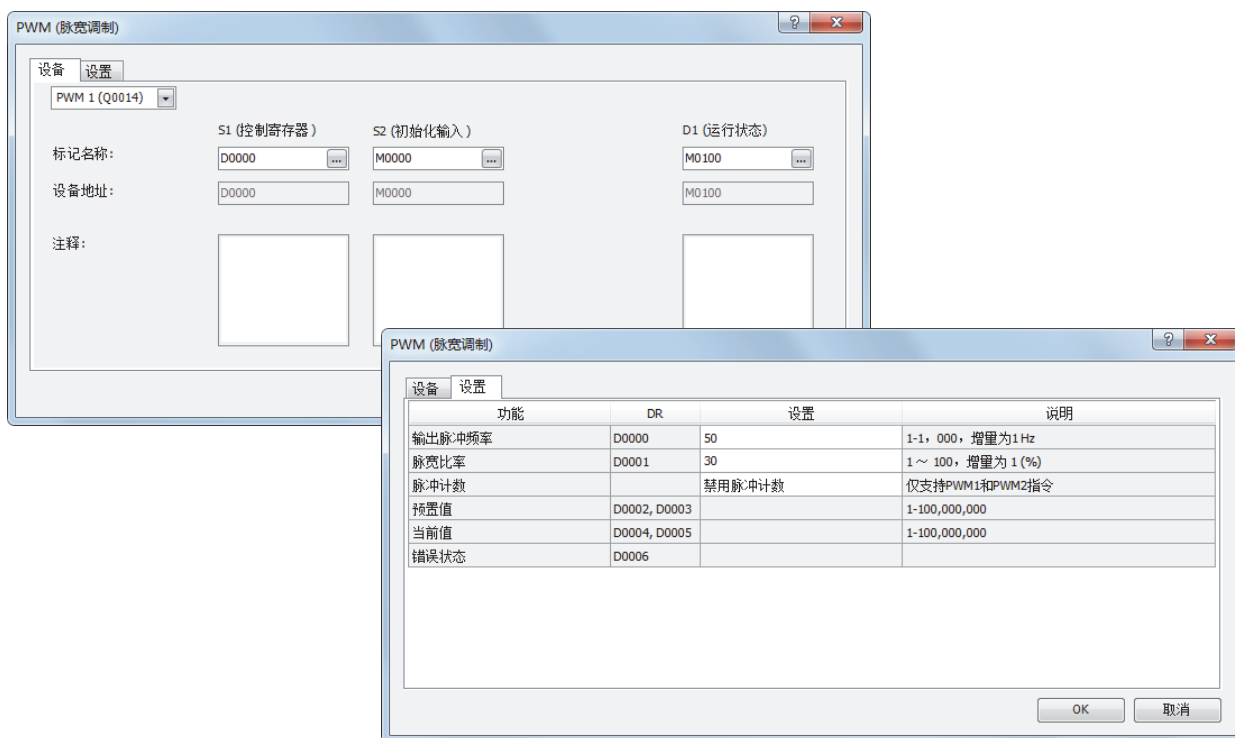 PWM (脉宽调制)
设备 设置
PWM 1 (Q0014)
S1 (控制寄存器) S2 (初始化输入) D1 (运行状态)
标记名称: D0000 ... M0000 ... M0100 ...
设备地址: D0000 M0000 M0100
注释:
PWM (脉宽调制)
设备 设置
功能 DR 设置 说明
输出脉冲频率 D0000 50 1-1, 000, 增量为1Hz
脉宽比率 D0001 30 1～100, 增量为 1(%)
脉冲计数 禁用脉冲计数 仅支持PWM1和PWM2指令
预置值 D0002, D0003 1-100,000,000
当前值 D0004, D0005 1-100,000,000
错误状态 D0006
OK 取消